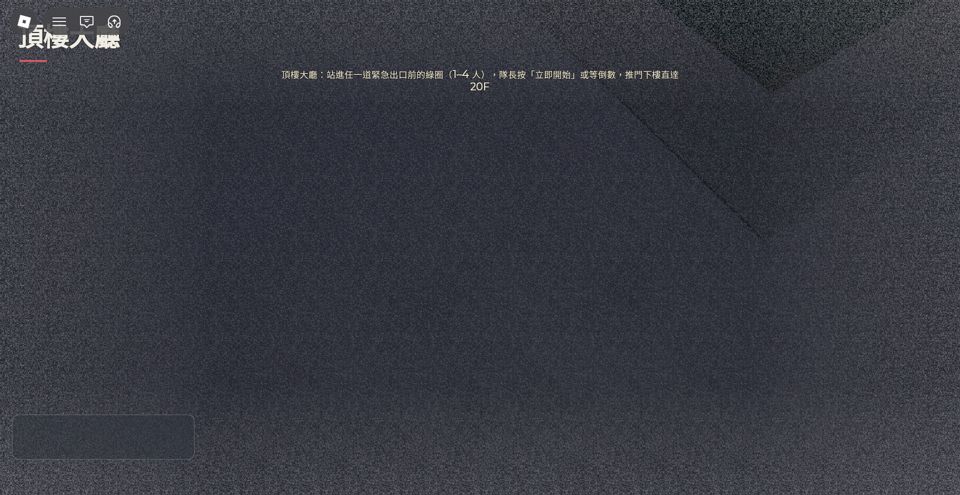 頂樓大廳
頂樓大廳：站進任一道緊急出口前的綠圈（1–4 人），隊長按「立即開始」或等倒數，推門下樓直達
20F